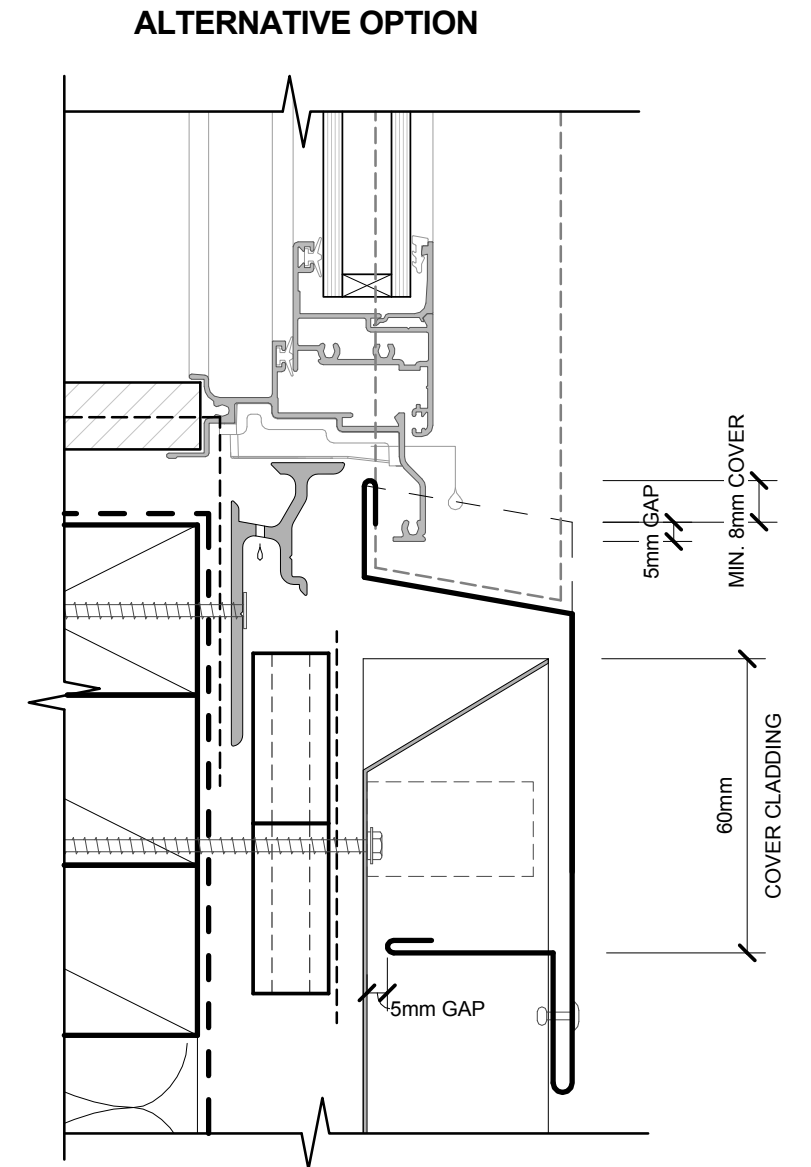 ALTERNATIVE OPTION
5mm GAP
MIN. 8mm COVER
60mm
COVER CLADDING
5mm GAP